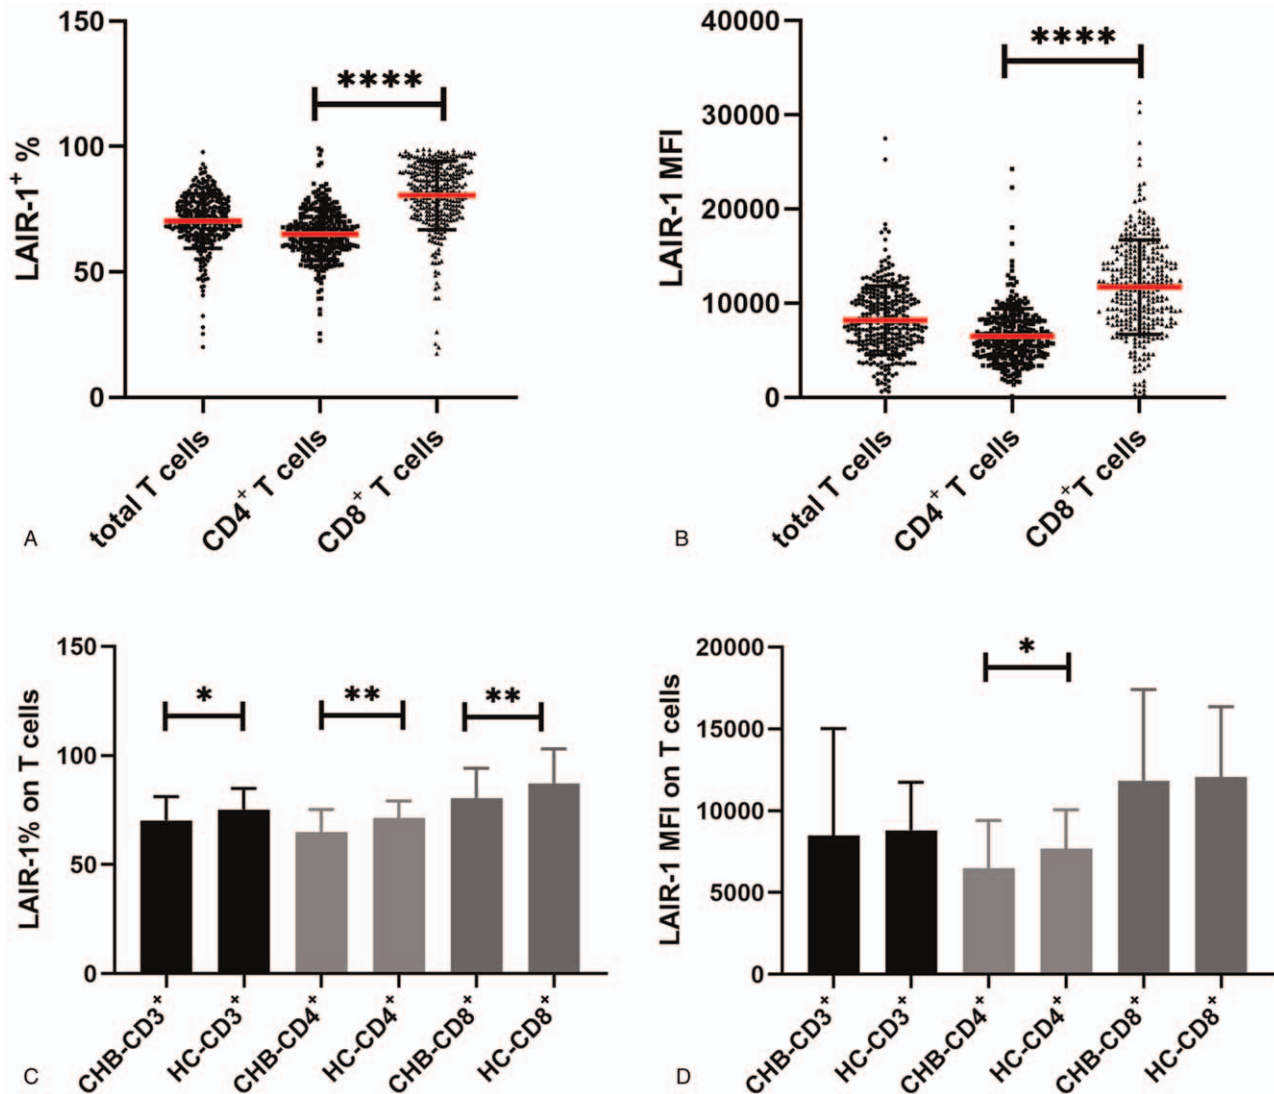 150
100
50
0
LAIR-1+ %
****
total T cells
CD4+ T cells
CD8+ T cells
A
40000
30000
20000
10000
0
LAIR-1 MFI
****
total T cells
CD4+ T cells
CD8+ T cells
B
150
100
50
0
LAIR-1% on T cells
*
**
**
CHB-CD3+
HC-CD3+
CHB-CD4+
HC-CD4+
CHB-CD8+
HC-CD8+
C
20000
15000
10000
5000
0
LAIR-1 MFI on T cells
*
CHB-CD3+
HC-CD3+
CHB-CD4+
HC-CD4+
CHB-CD8+
HC-CD8+
D